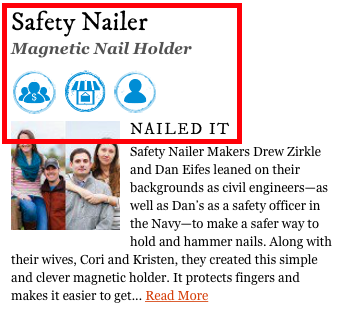 Safety Nailer
Magnetic Nail Holder
NAILED IT
Safety Nailer Makers Drew Zirkle
and Dan Eifes leaned on their
backgrounds as civil engineers—as
well as Dan's as a safety officer in
the Navy—to make a safer way to
hold and hammer nails. Along with
their wives, Cori and Kristen, they created this simple
and clever magnetic holder. It protects fingers and
makes it easier to get... Read More